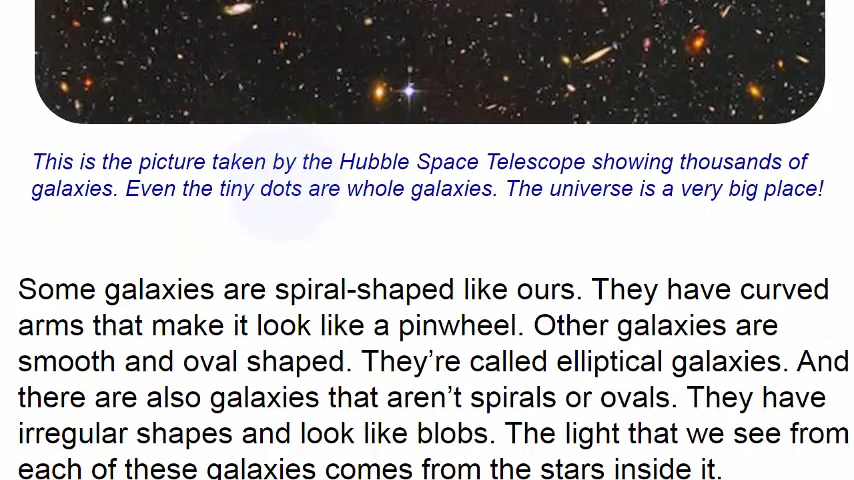 This is the picture taken by the Hubble Space Telescope showing thousands of
galaxies. Even the tiny dots are whole galaxies. The universe is a very big place!
Some galaxies are spiral-shaped like ours. They have curved
arms that make it look like a pinwheel. Other galaxies are
smooth and oval shaped. They’re called elliptical galaxies. And
there are also galaxies that aren’t spirals or ovals. They have
irregular shapes and look like blobs. The light that we see from
each of these galaxies comes from the stars inside it.